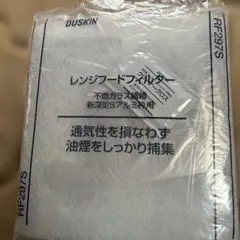 DUSKIN
RF297S
レンジフードフィルター
不燃ガラス繊維
新深型Sアルミ枠用
通気性を損なわず
油煙をしっかり捕集
RF297S